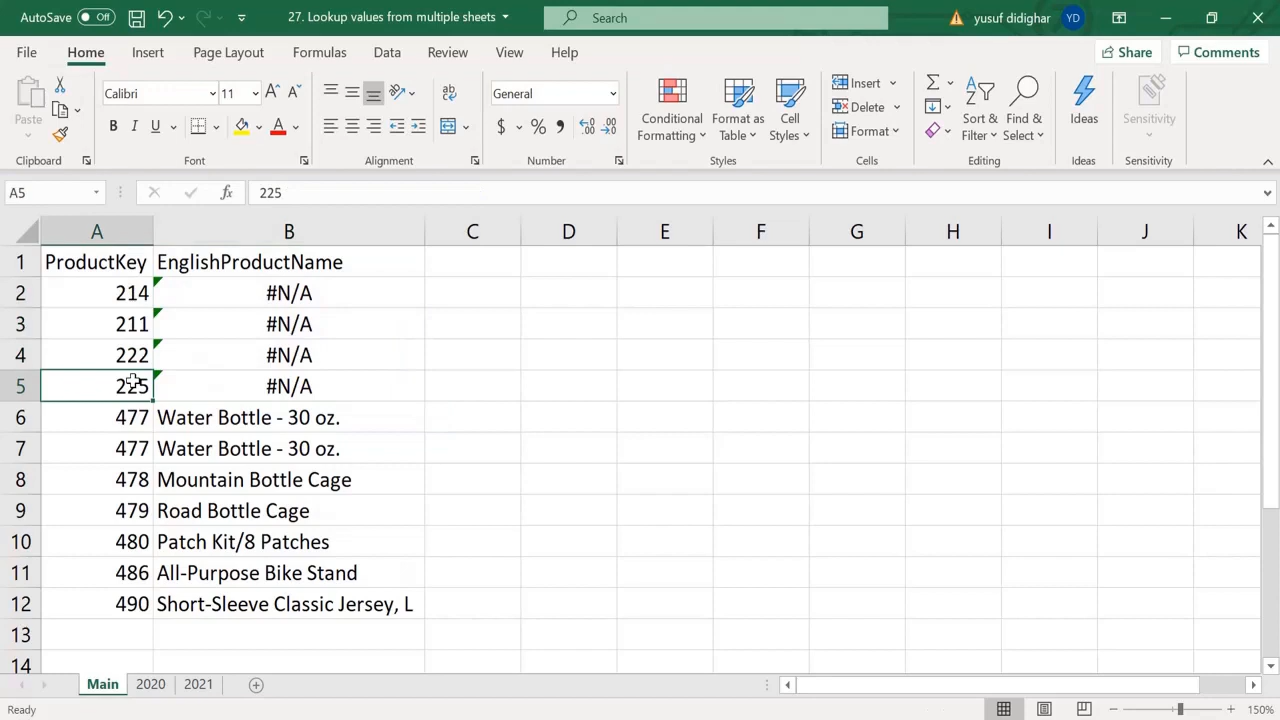 AutoSave Off 27. Lookup values from multiple sheets Search yusuf didighar YD
File Home Insert Page Layout Formulas Data Review View Help Share Comments
Paste
Clipboard
Calibri 11
B I U A
Font
Alignment
General
$ % 9
Number
Conditional Formatting
Format as Table
Cell Styles
Styles
Insert
Delete
Format
Cells
Sort & Filter
Find & Select
Editing
Ideas
Ideas
Sensitivity
Sensitivity
A5 fx 225
A B C D E F G H I J K
1 ProductKey EnglishProductName
2 214 #N/A
3 211 #N/A
4 222 #N/A
5 225 #N/A
6 477 Water Bottle - 30 oz.
7 477 Water Bottle - 30 oz.
8 478 Mountain Bottle Cage
9 479 Road Bottle Cage
10 480 Patch Kit/8 Patches
11 486 All-Purpose Bike Stand
12 490 Short-Sleeve Classic Jersey, L
13
14
Main 2020 2021
Ready 150%